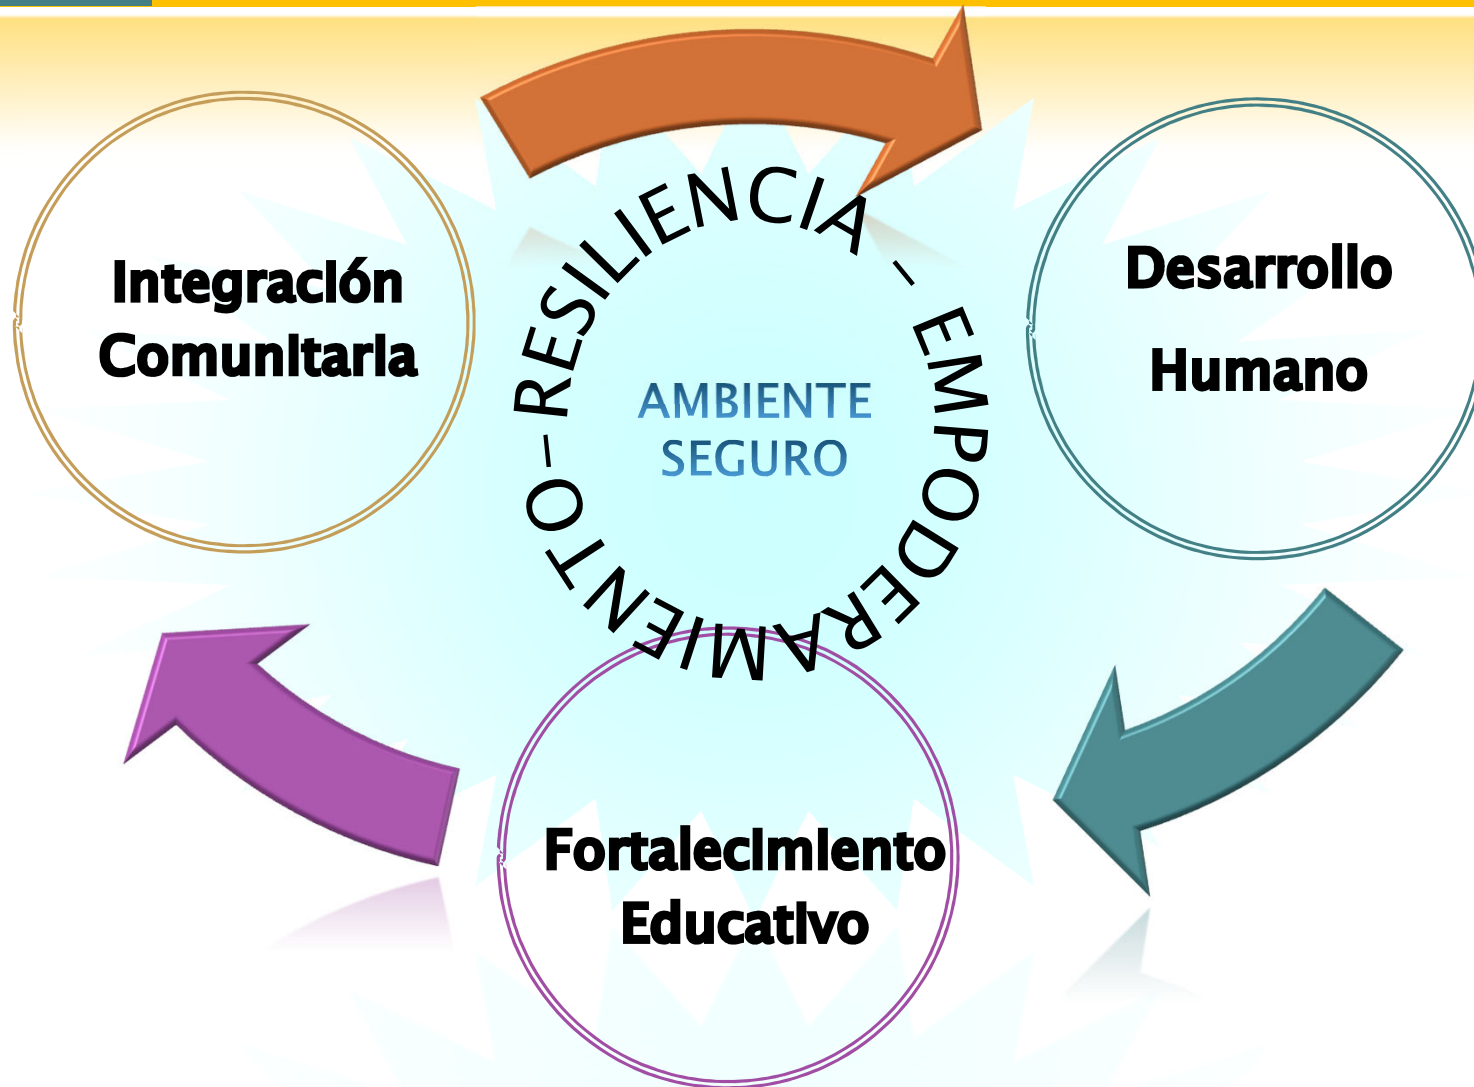 Integración
Comunitaria
RESILIENCIA - EMPODERAMIENTO-
AMBIENTE
SEGURO
Desarrollo
Humano
Fortalecimiento
Educativo